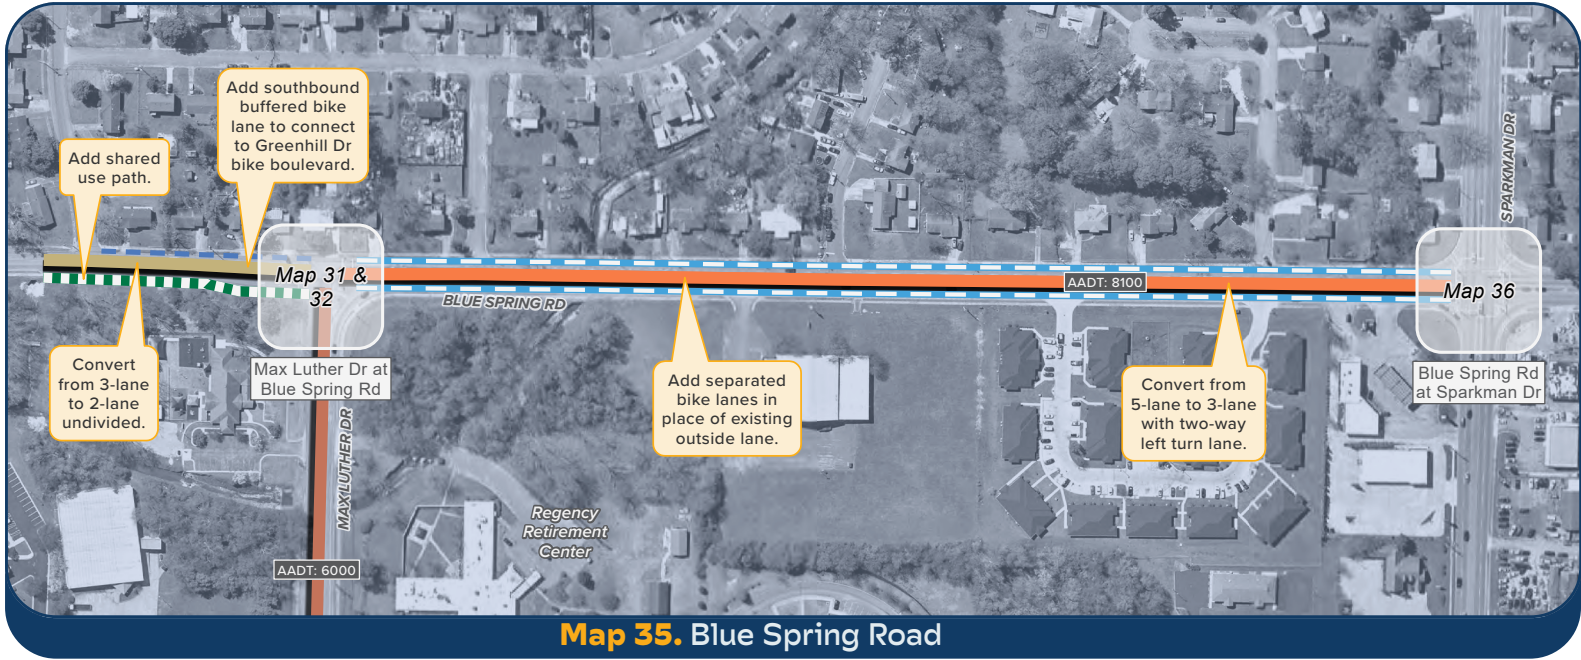 Add southbound
buffered bike
lane to connect
to Greenhill Dr
bike boulevard.
Add shared
use path.
SPARKMAN DR
Map 31 &
32
BLUE SPRING RD
AADT: 8100
Map 36
Convert
from 3-lane
to 2-lane
undivided.
Max Luther Dr at
Blue Spring Rd
Add separated
bike lanes in
place of existing
outside lane.
Convert from
5-lane to 3-lane
with two-way
left turn lane.
Blue Spring Rd
at Sparkman Dr
MAX LUTHER DR
Regency
Retirement
Center
AADT: 6000
Map 35. Blue Spring Road